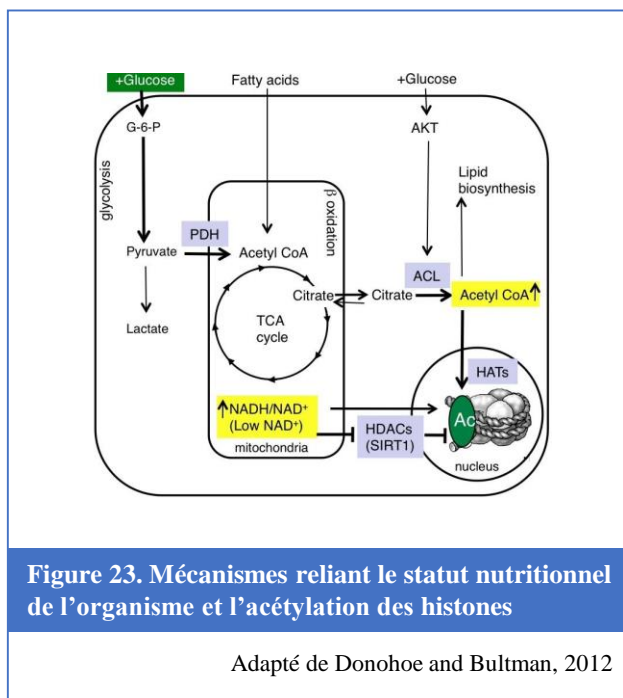 +Glucose
Fatty acids
+Glucose
G-6-P
AKT
glycolysis
Lipid
biosynthesis
β oxidation
PDH
Pyruvate
Acetyl CoA
ACL
Citrate
Citrate
Acetyl CoA↑
Lactate
TCA
cycle
HATs
↑NADH/NAD⁺
(Low NAD⁺)
HDACs
(SIRT1)
Ac
mitochondria
nucleus
Figure 23. Mécanismes reliant le statut nutritionnel
de l’organisme et l’acétylation des histones
Adapté de Donohoe and Bultman, 2012